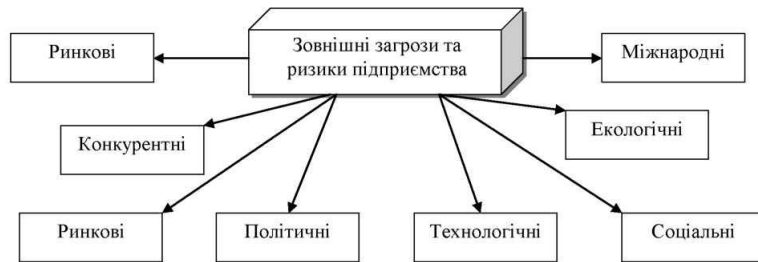 Зовнішні загрози та
ризики підприємства
Ринкові
Міжнародні
Конкурентні
Екологічні
Ринкові
Політичні
Технологічні
Соціальні